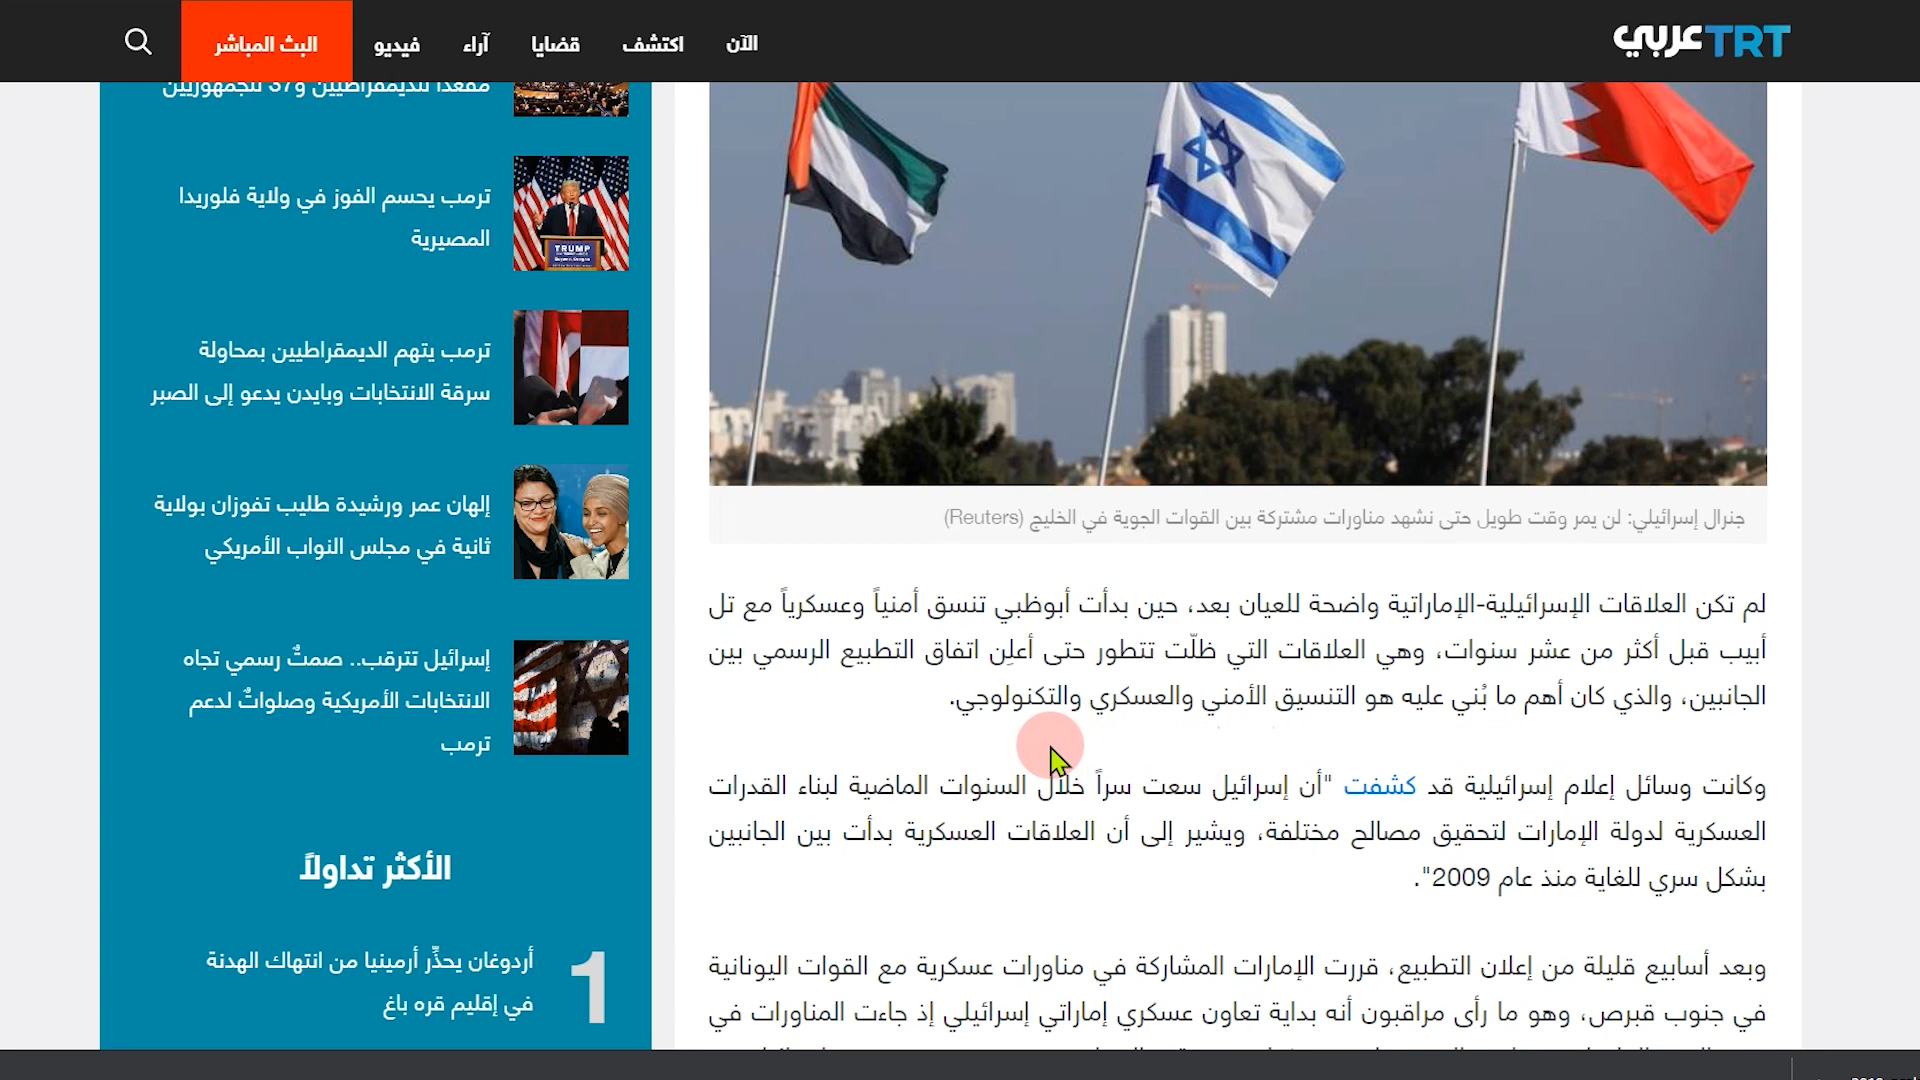 TRT عربي
الآن
اكتشف
قضايا
آراء
فيديو
البث المباشر
جنرال إسرائيلي: لن يمر وقت طويل حتى نشهد مناورات مشتركة بين القوات الجوية في الخليج (Reuters)
لم تكن العلاقات الإسرائيلية-الإماراتية واضحة للعيان بعد، حين بدأت أبوظبي تنسق أمنياً وعسكرياً مع تل
أبيب قبل أكثر من عشر سنوات، وهي العلاقات التي ظلّت تتطور حتى أعلِن اتفاق التطبيع الرسمي بين
الجانبين، والذي كان أهم ما بُني عليه هو التنسيق الأمني والعسكري والتكنولوجي.
وكانت وسائل إعلام إسرائيلية قد كشفت "أن إسرائيل سعت سراً خلال السنوات الماضية لبناء القدرات
العسكرية لدولة الإمارات لتحقيق مصالح مختلفة، ويشير إلى أن العلاقات العسكرية بدأت بين الجانبين
بشكل سري للغاية منذ عام 2009".
وبعد أسابيع قليلة من إعلان التطبيع، قررت الإمارات المشاركة في مناورات عسكرية مع القوات اليونانية
في جنوب قبرص، وهو ما رأى مراقبون أنه بداية تعاون عسكري إماراتي إسرائيلي إذ جاءت المناورات في
مقعداً للديمقراطيين و37 للجمهوريين
ترمب يحسم الفوز في ولاية فلوريدا
المصيرية
TRUMP
ترمب يتهم الديمقراطيين بمحاولة
سرقة الانتخابات وبايدن يدعو إلى الصبر
إلهان عمر ورشيدة طليب تفوزان بولاية
ثانية في مجلس النواب الأمريكي
إسرائيل تترقب.. صمتٌ رسمي تجاه
الانتخابات الأمريكية وصلواتٌ لدعم
ترمب
الأكثر تداولاً
1
أردوغان يحذِّر أرمينيا من انتهاك الهدنة
في إقليم قره باغ